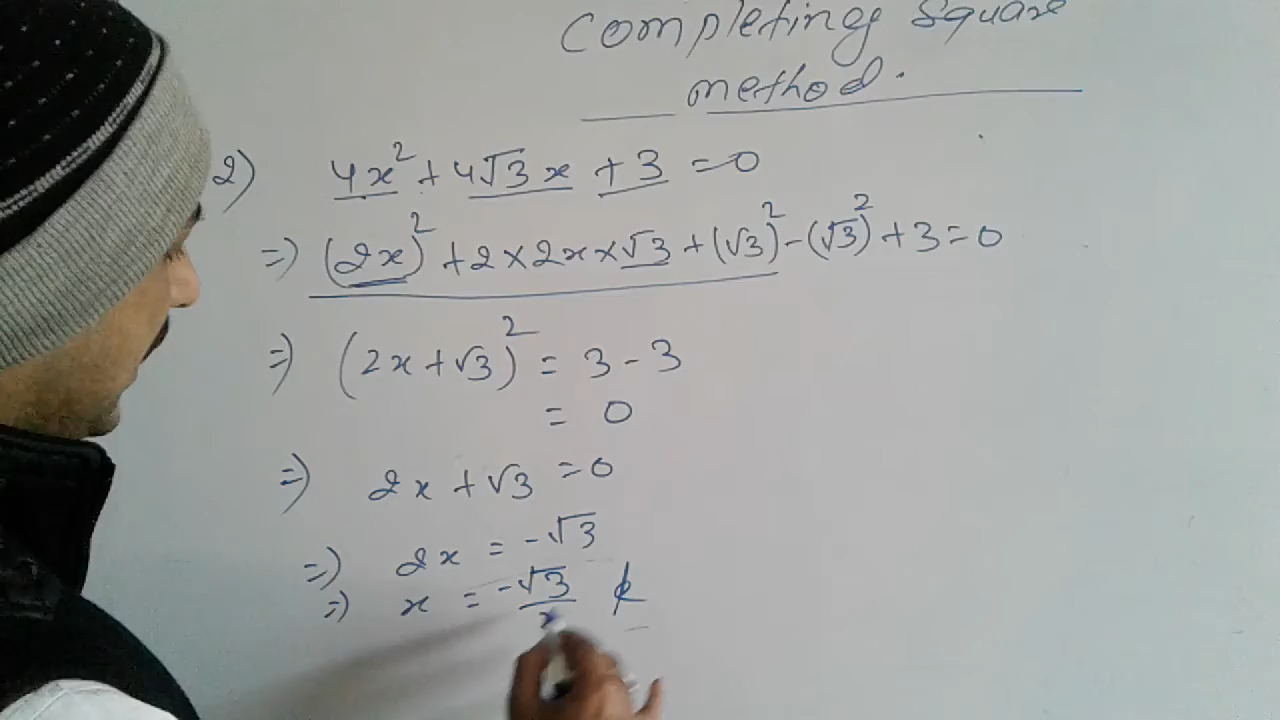 Completing square
method.
2) 4x² + 4√3x + 3 = 0
=) (2x)² + 2×2x×√3 + (√3)² - (√3)² + 3 = 0
=) (2x + √3)² = 3 - 3
= 0
=) 2x + √3 = 0
=) 2x = -√3
=) x = -√3/